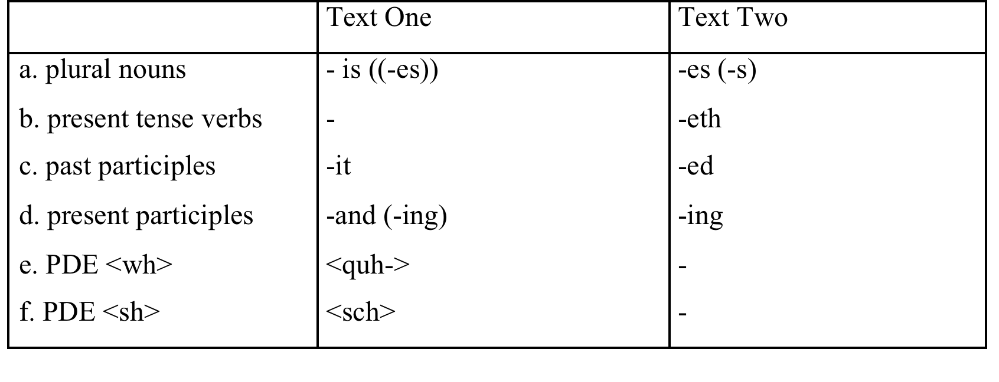 Text One Text Two
a. plural nouns - is ((-es)) -es (-s)
b. present tense verbs - -eth
c. past participles -it -ed
d. present participles -and (-ing) -ing
e. PDE <wh> <quh-> -
f. PDE <sh> <sch> -